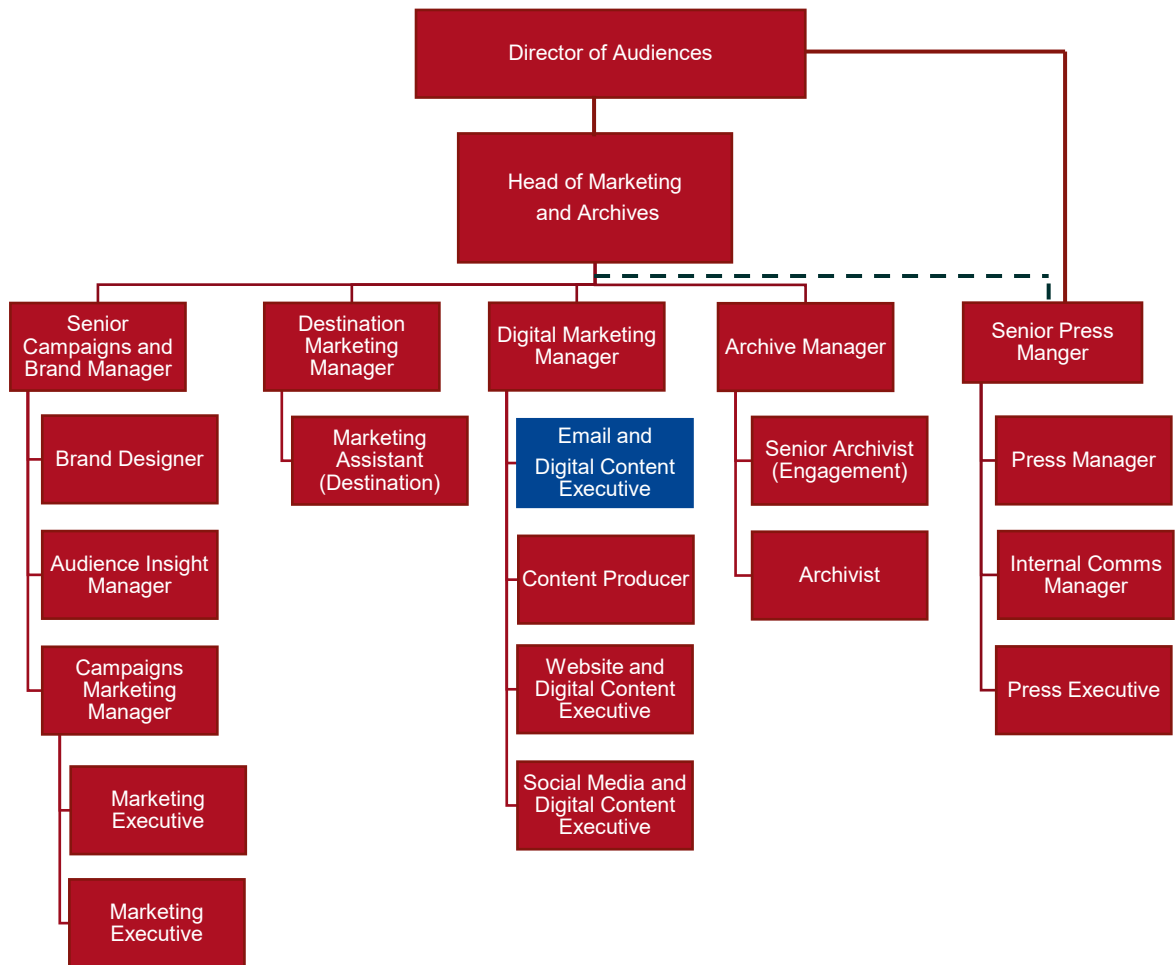 Director of Audiences
Head of Marketing
and Archives
Senior
Campaigns and
Brand Manager
Destination
Marketing
Manager
Digital Marketing
Manager
Archive Manager
Senior Press
Manger
Brand Designer
Marketing
Assistant
(Destination)
Email and
Digital Content
Executive
Senior Archivist
(Engagement)
Press Manager
Audience Insight
Manager
Content Producer
Archivist
Internal Comms
Manager
Campaigns
Marketing
Manager
Website and
Digital Content
Executive
Press Executive
Marketing
Executive
Social Media and
Digital Content
Executive
Marketing
Executive